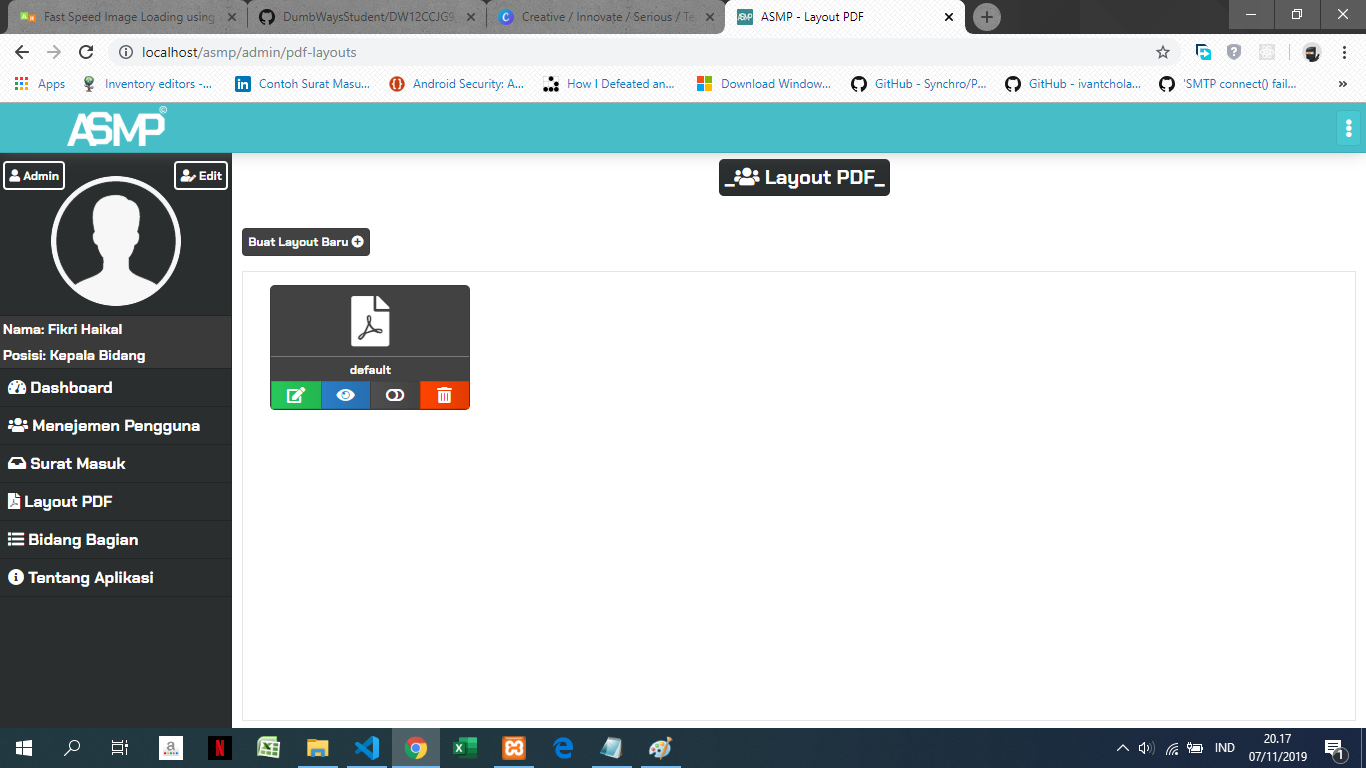 Fast Speed Image Loading using
DumbWaysStudent/DW12CCJG9
Creative / Innovate / Serious / Te
ASMP - Layout PDF
localhost/asmp/admin/pdf-layouts
Apps
Inventory editors -...
Contoh Surat Masu...
Android Security: A...
How I Defeated an...
Download Window...
GitHub - Synchro/P...
GitHub - ivantchola...
'SMTP connect() fail...
»
ASMP©
Admin
Edit
_Layout PDF_
Nama: Fikri Haikal
Posisi: Kepala Bidang
Dashboard
Menejemen Pengguna
Surat Masuk
Layout PDF
Bidang Bagian
Tentang Aplikasi
Buat Layout Baru
default
IND
20.17
07/11/2019
1